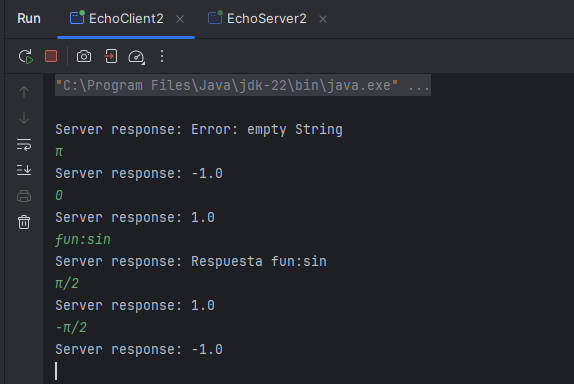 Run EchoClient2 × EchoServer2 ×
"C:\Program Files\Java\jdk-22\bin\java.exe" ...
Server response: Error: empty String
π
Server response: -1.0
0
Server response: 1.0
fun:sin
Server response: Respuesta fun:sin
π/2
Server response: 1.0
-π/2
Server response: -1.0